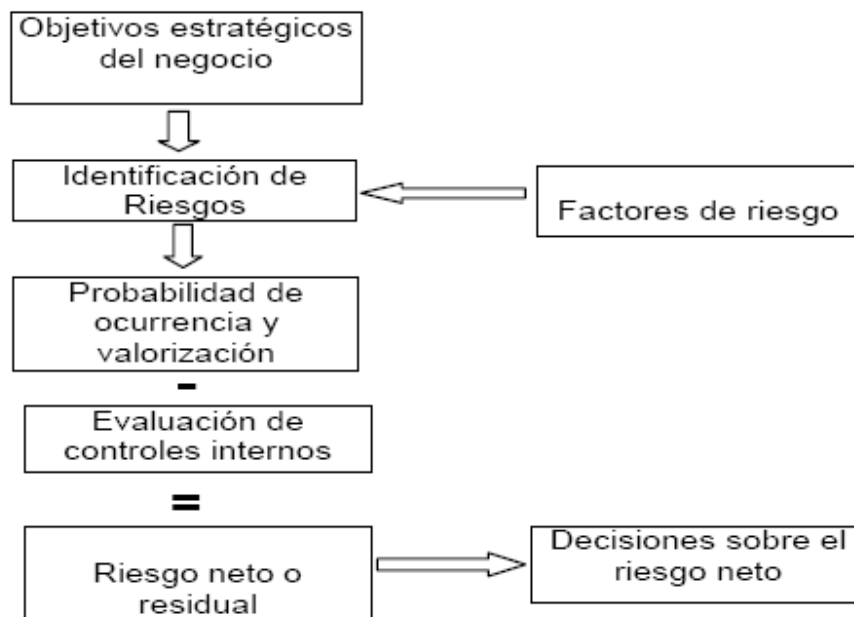 Objetivos estratégicos
del negocio
Identificación de
Riesgos
Factores de riesgo
Probabilidad de
ocurrencia y
valorización
-
Evaluación de
controles internos
=
Riesgo neto o
residual
Decisiones sobre el
riesgo neto